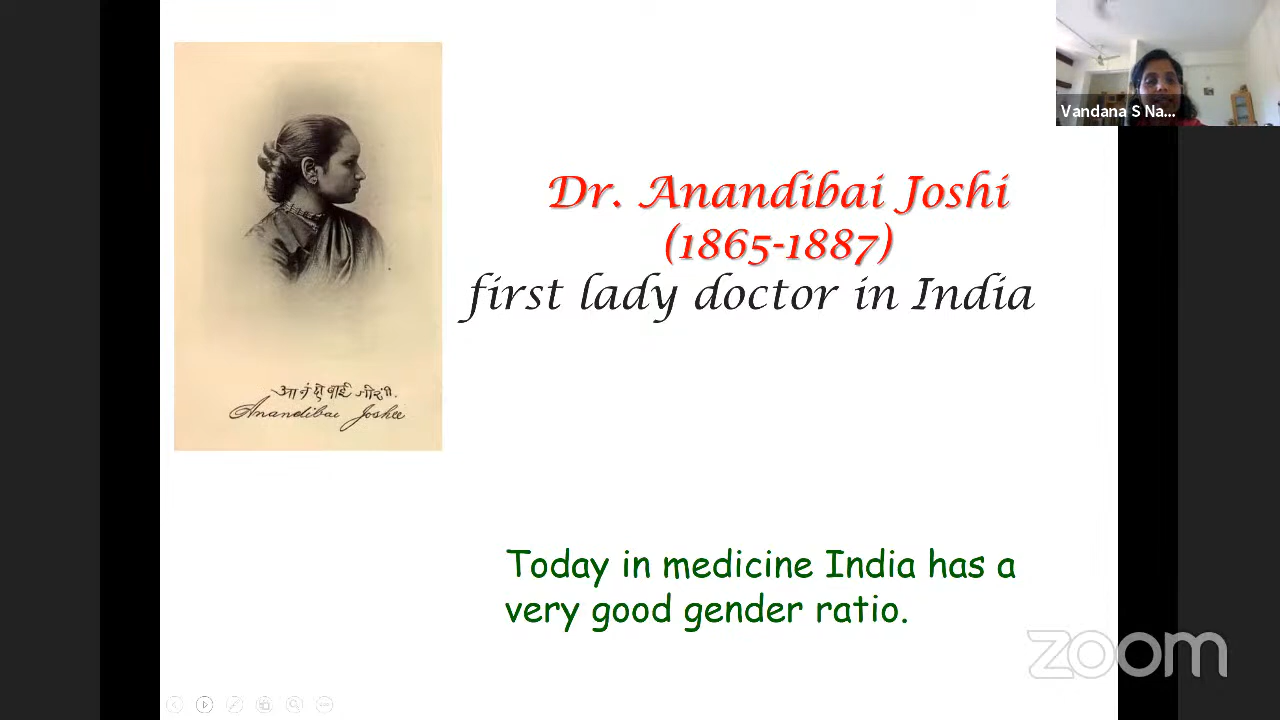 Vandana S Na...
Dr. Anandibai Joshi
(1865-1887)
first lady doctor in India
आनंदीबाई जोशी.
Anandibai Joshee
Today in medicine India has a
very good gender ratio.
zoom